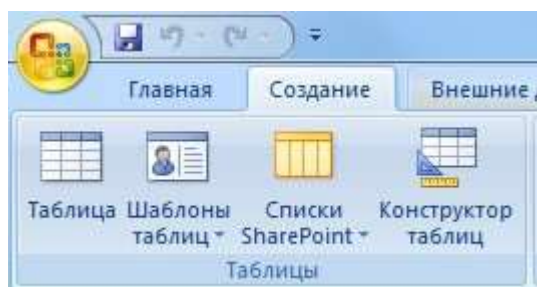 Главная Создание Внешние
Таблица Шаблоны таблиц Списки SharePoint Конструктор таблиц
Таблицы